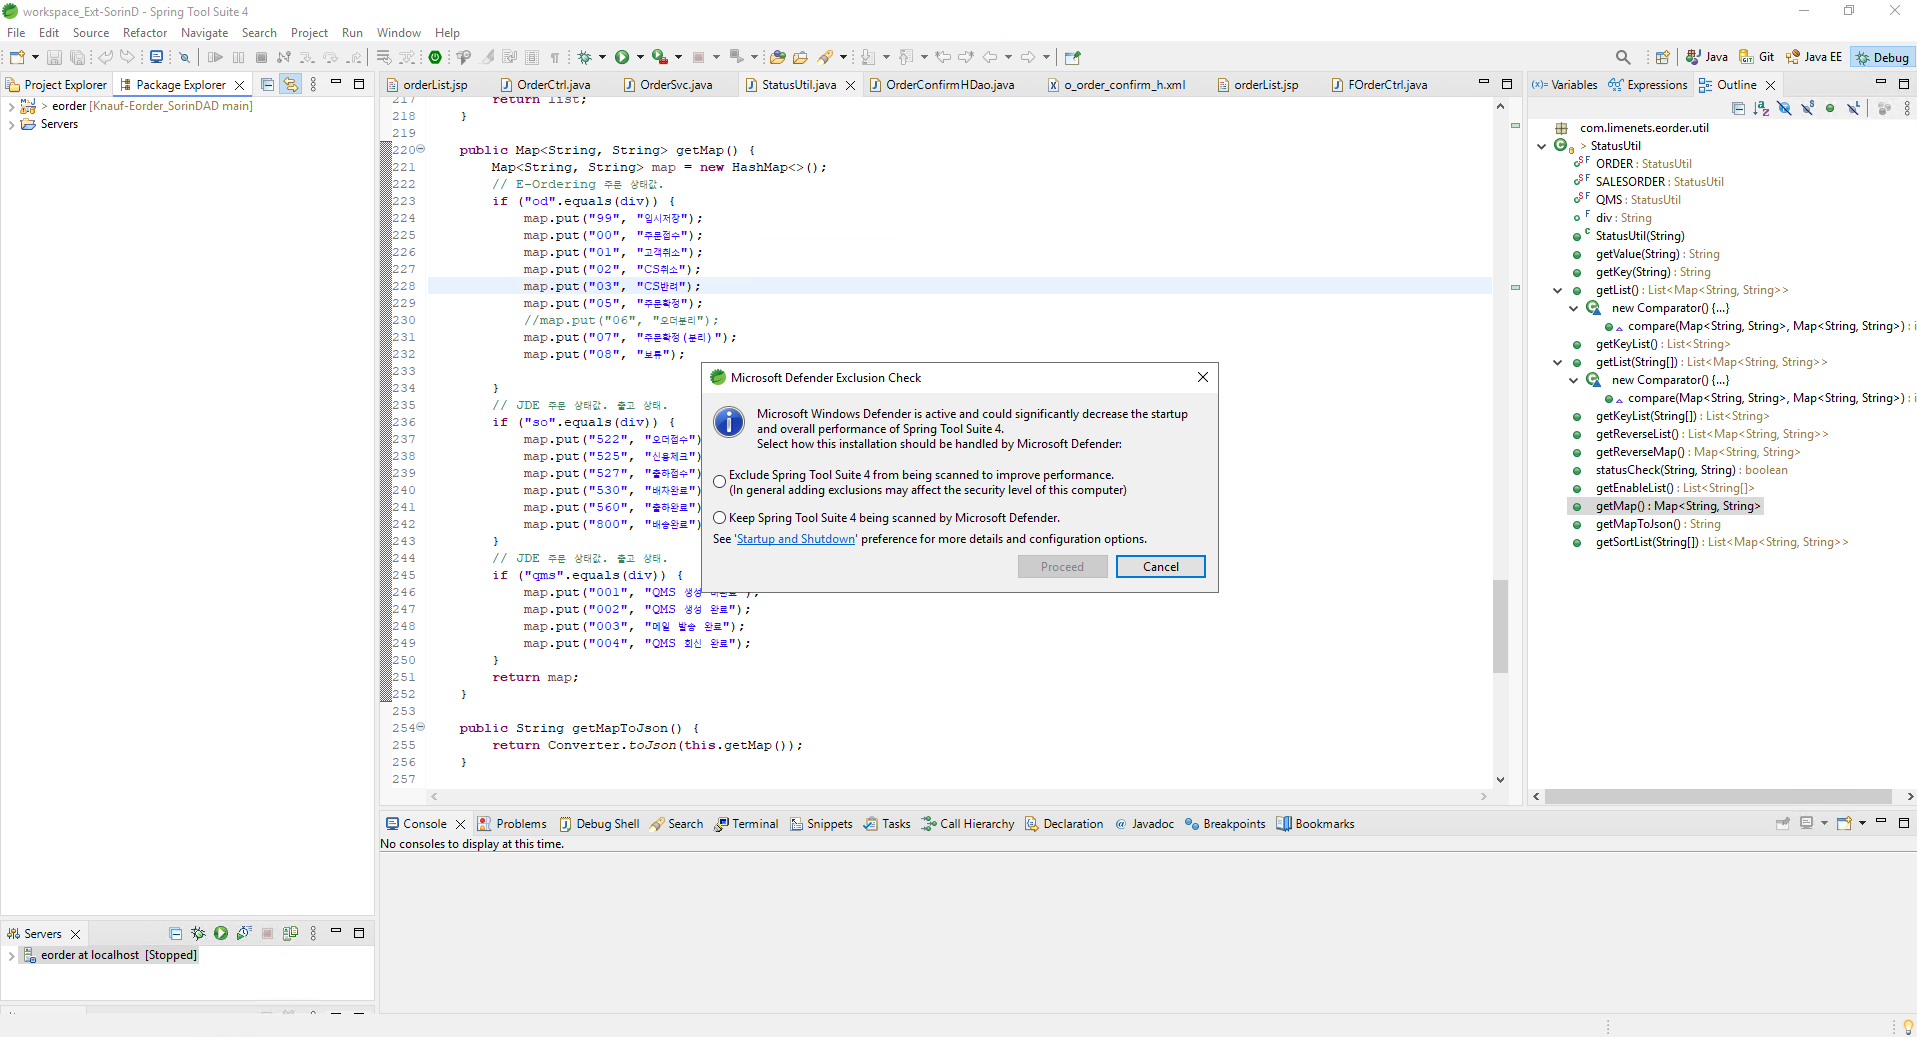 workspace_Ext-SorinD - Spring Tool Suite 4
File Edit Source Refactor Navigate Search Project Run Window Help
Java Git Java EE Debug
Project Explorer Package Explorer
eorder [Knauf-Eorder_SorinDAD main]
Servers
orderList.jsp OrderCtrl.java OrderSvc.java StatusUtil.java OrderConfirmHDao.java o_order_confirm_h.xml orderList.jsp FOrderCtrl.java
217 return list;
218 }
219
220 public Map<String, String> getMap() {
221 Map<String, String> map = new HashMap<>();
222 // E-Ordering 주문 상태값.
223 if ("od".equals(div)) {
224 map.put("99", "임시저장");
225 map.put("00", "주문접수");
226 map.put("01", "고객취소");
227 map.put("02", "CS취소");
228 map.put("03", "CS반려");
229 map.put("05", "주문확정");
230 //map.put("06", "오더분리");
231 map.put("07", "주문확정(분리)");
232 map.put("08", "보류");
233
234 }
235 // JDE 주문 상태값. 출고 상태.
236 if ("so".equals(div)) {
237 map.put("522", "오더접수")
238 map.put("525", "신용체크")
239 map.put("527", "출하접수")
240 map.put("530", "배차완료")
241 map.put("560", "출하완료")
242 map.put("800", "배송완료")
243 }
244 // JDE 주문 상태값. 출고 상태.
245 if ("qms".equals(div)) {
246 map.put("001", "QMS 생성
247 map.put("002", "QMS 생성 완료");
248 map.put("003", "메일 발송 완료");
249 map.put("004", "QMS 회신 완료");
250 }
251 return map;
252 }
253
254 public String getMapToJson() {
255 return Converter.toJson(this.getMap());
256 }
257
Microsoft Defender Exclusion Check
Microsoft Windows Defender is active and could significantly decrease the startup
and overall performance of Spring Tool Suite 4.
Select how this installation should be handled by Microsoft Defender:
Exclude Spring Tool Suite 4 from being scanned to improve performance.
(In general adding exclusions may affect the security level of this computer)
Keep Spring Tool Suite 4 being scanned by Microsoft Defender.
See 'Startup and Shutdown' preference for more details and configuration options.
Proceed Cancel
(x)= Variables Expressions Outline
com.limenets.eorder.util
> StatusUtil
ORDER : StatusUtil
SALESORDER : StatusUtil
QMS : StatusUtil
div : String
StatusUtil(String)
getValue(String) : String
getKey(String) : String
getList() : List<Map<String, String>>
new Comparator() {...}
compare(Map<String, String>, Map<String, String>) : i
getKeyList() : List<String>
getList(String[]) : List<Map<String, String>>
new Comparator() {...}
compare(Map<String, String>, Map<String, String>) : i
getKeyList(String[]) : List<String>
getReverseList() : List<Map<String, String>>
getReverseMap() : Map<String, String>
statusCheck(String, String) : boolean
getEnableList() : List<String[]>
getMap() : Map<String, String>
getMapToJson() : String
getSortList(String[]) : List<Map<String, String>>
Console Problems Debug Shell Search Terminal Snippets Tasks Call Hierarchy Declaration @ Javadoc Breakpoints Bookmarks
No consoles to display at this time.
Servers
eorder at localhost [Stopped]